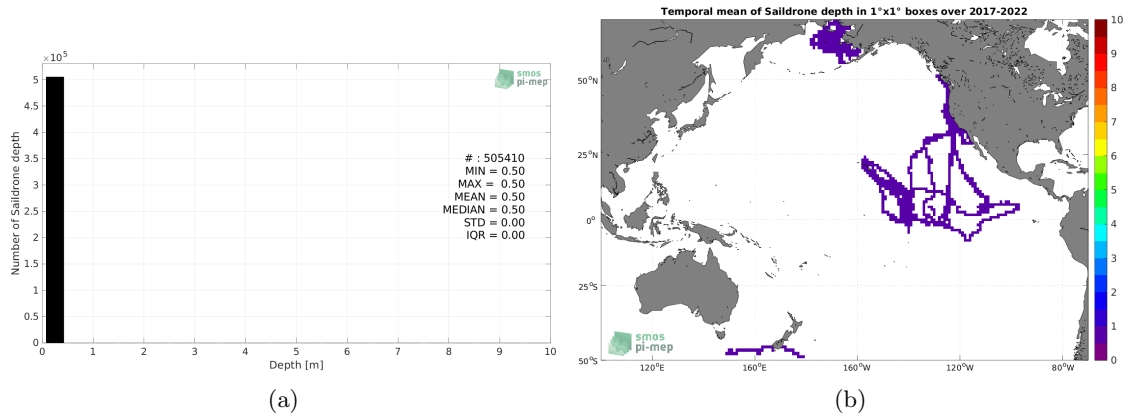 ×10⁵
5
4.5
4
3.5
3
2.5
2
1.5
1
0.5
0
Number of Saildrone depth
smos
pi-mep
# : 505410
MIN = 0.50
MAX = 0.50
MEAN = 0.50
MEDIAN = 0.50
STD = 0.00
IQR = 0.00
0 1 2 3 4 5 6 7 8 9 10
Depth [m]
(a)
Temporal mean of Saildrone depth in 1°x1° boxes over 2017-2022
50°N
25°N
0°
25°S
50°S
smos
pi-mep
120°E 160°E 160°W 120°W 80°W
10
9
8
7
6
5
4
3
2
1
0
(b)